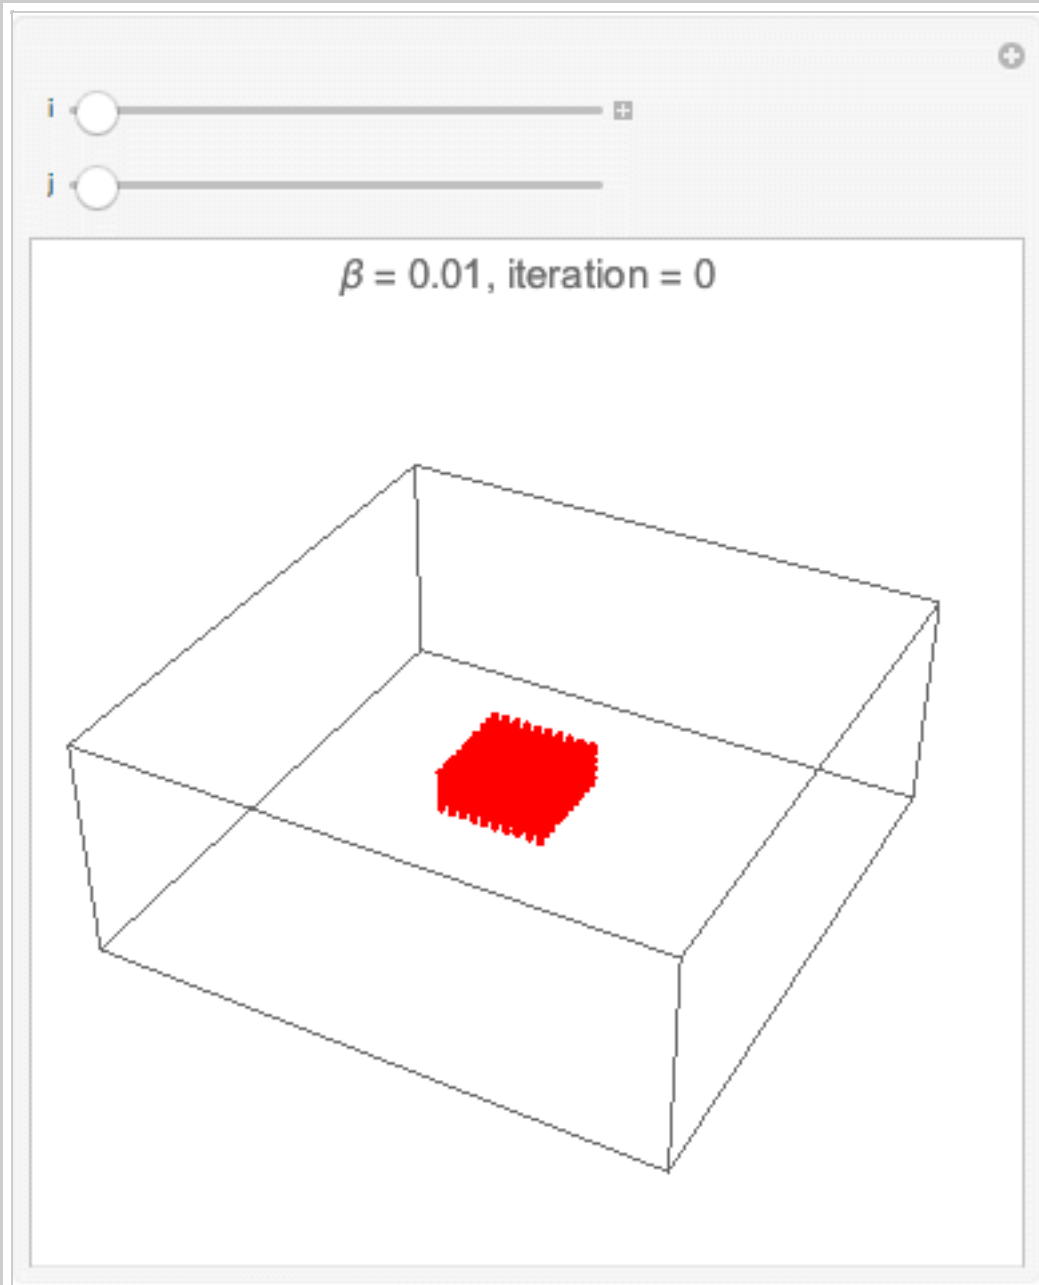 i
j
β = 0.01, iteration = 0